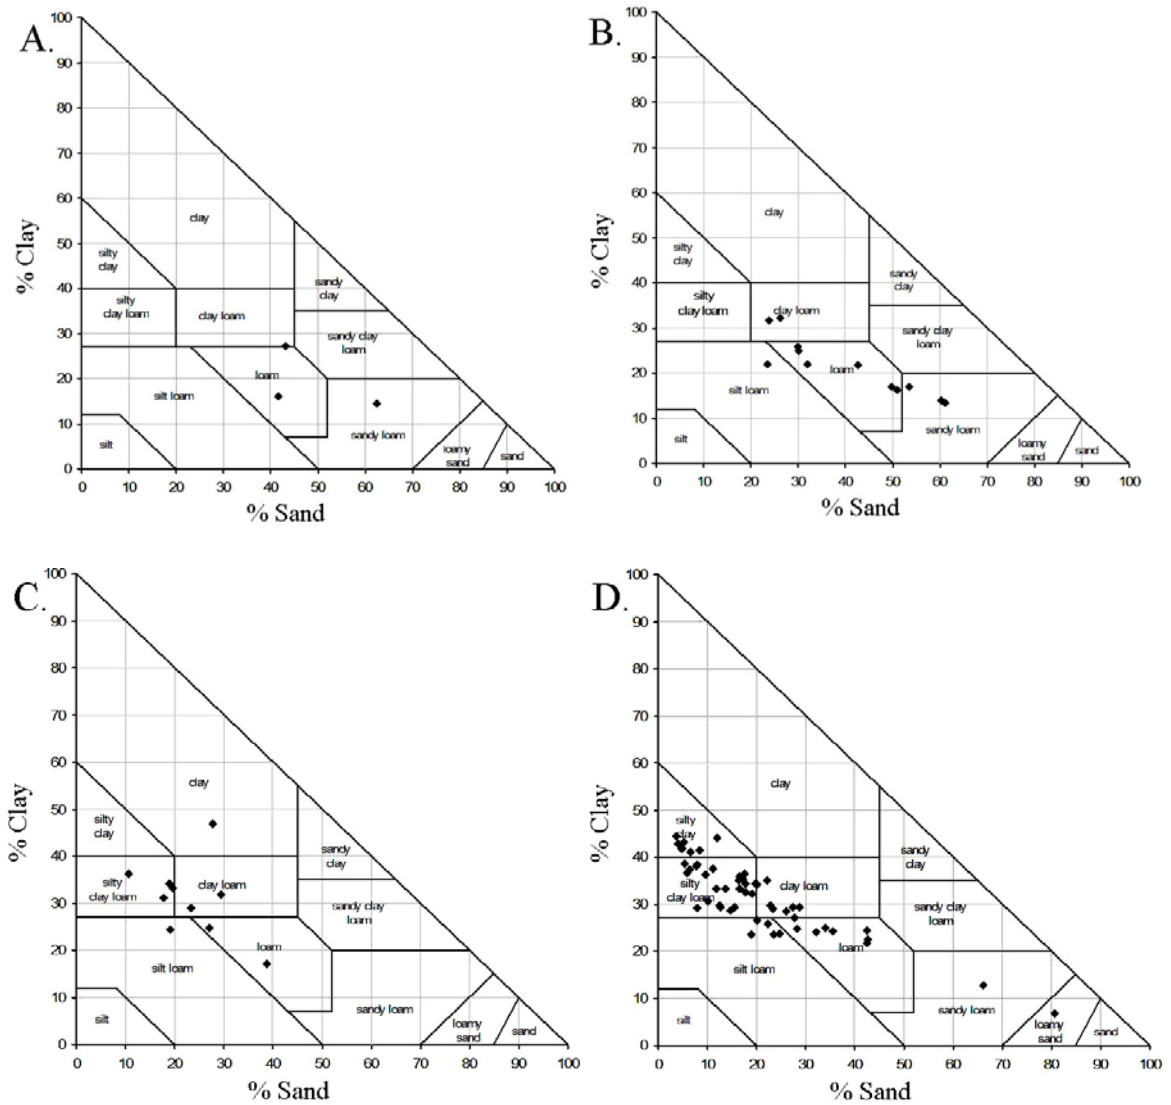 A.
100
90
80
70
60
50
40
30
20
10
0
% Clay
clay
silty
clay
silty
clay loam
clay loam
sandy
clay
sandy clay
loam
loam
silt loam
sandy loam
silt
loamy
sand
sand
0 10 20 30 40 50 60 70 80 90 100
% Sand
B.
100
90
80
70
60
50
40
30
20
10
0
% Clay
clay
silty
clay
silty
clay loam
clay loam
sandy
clay
sandy clay
loam
loam
silt loam
sandy loam
silt
loamy
sand
sand
0 10 20 30 40 50 60 70 80 90 100
% Sand
C.
100
90
80
70
60
50
40
30
20
10
0
% Clay
clay
silty
clay
silty
clay loam
clay loam
sandy
clay
sandy clay
loam
loam
silt loam
sandy loam
silt
loamy
sand
sand
0 10 20 30 40 50 60 70 80 90 100
% Sand
D.
100
90
80
70
60
50
40
30
20
10
0
% Clay
clay
silty
clay
silty
clay loam
clay loam
sandy
clay
sandy clay
loam
loam
silt loam
sandy loam
silt
loamy
sand
sand
0 10 20 30 40 50 60 70 80 90 100
% Sand